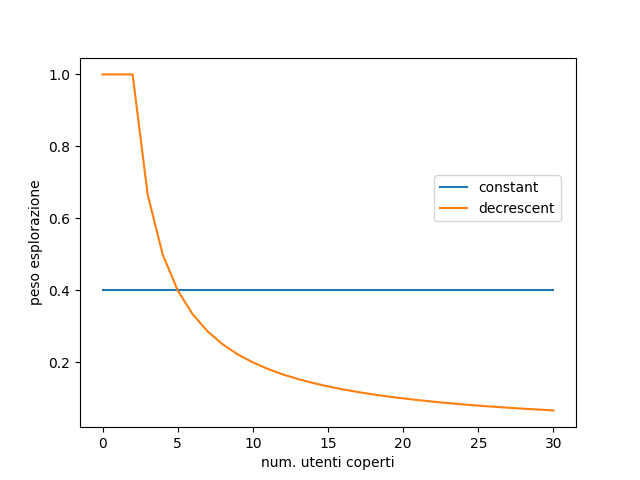 1.0
0.8
0.6
0.4
0.2
peso esplorazione
constant
decrescent
0 5 10 15 20 25 30
num. utenti coperti